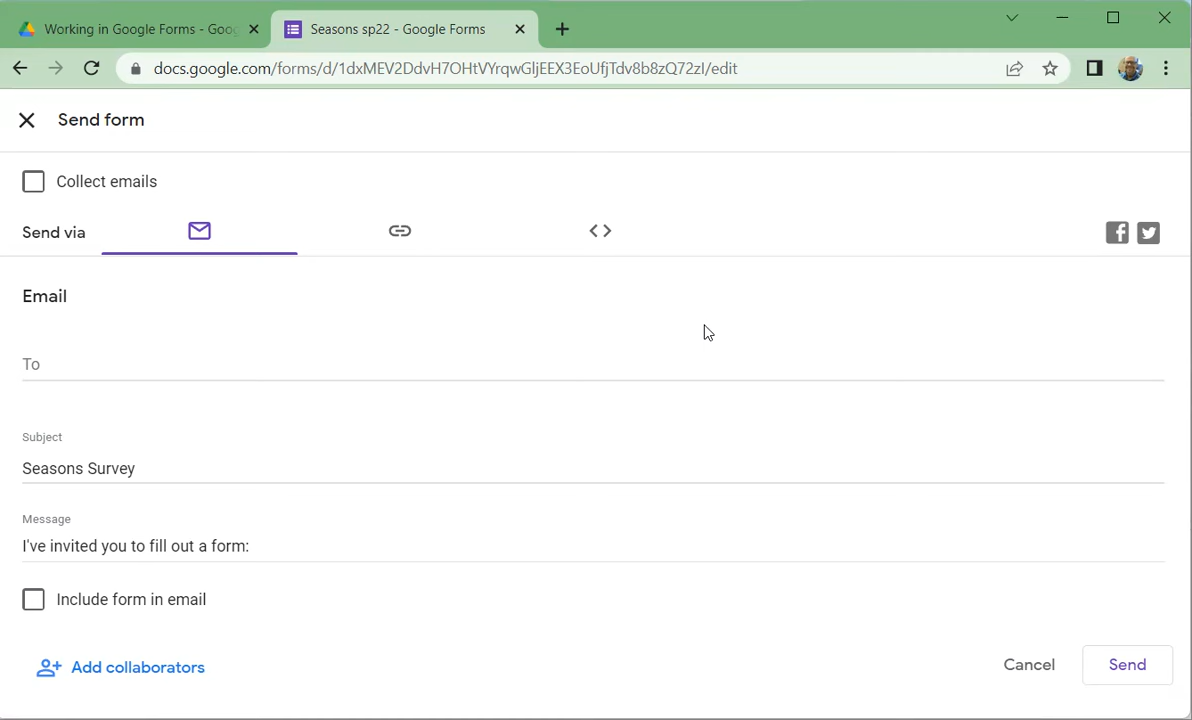 Working in Google Forms - Goog
Seasons sp22 - Google Forms
docs.google.com/forms/d/1dxMEV2DdvH7OHtVYrqwGljEEX3EoUfjTdv8b8zQ72zI/edit
Send form
Collect emails
Send via
Email
To
Subject
Seasons Survey
Message
I've invited you to fill out a form:
Include form in email
Add collaborators
Cancel
Send